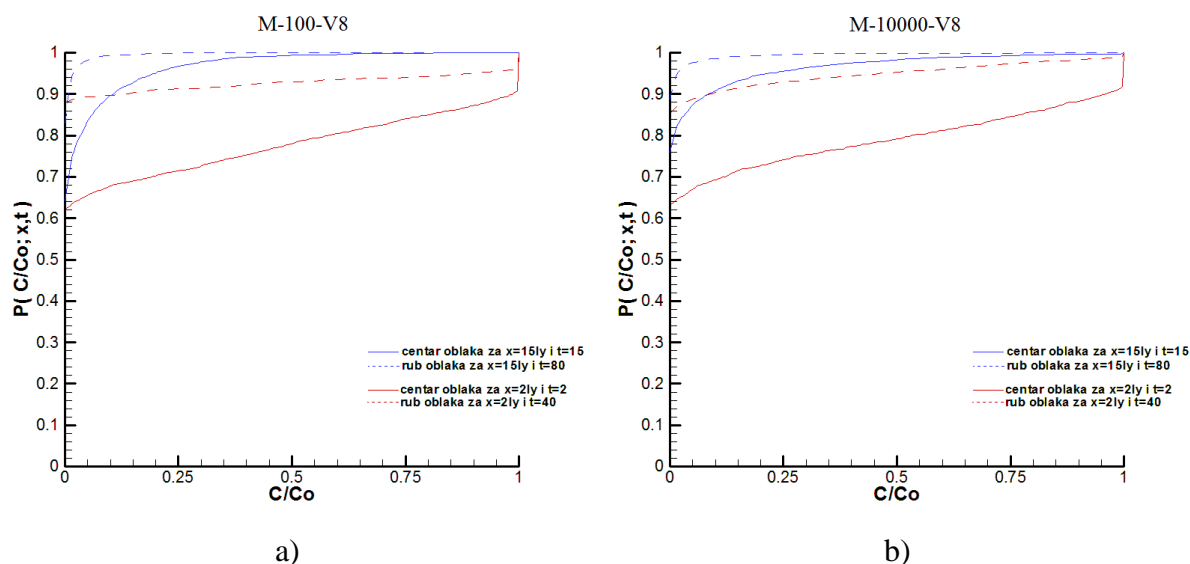 M-100-V8
P( C/Co; x,t)
1
0.9
0.8
0.7
0.6
0.5
0.4
0.3
0.2
0.1
0
centar oblaka za x=15ly i t=15
rub oblaka za x=15ly i t=80
centar oblaka za x=2ly i t=2
rub oblaka za x=2ly i t=40
0 0.25 0.5 0.75 1
C/Co
a)
M-10000-V8
P( C/Co; x,t)
1
0.9
0.8
0.7
0.6
0.5
0.4
0.3
0.2
0.1
0
centar oblaka za x=15ly i t=15
rub oblaka za x=15ly i t=80
centar oblaka za x=2ly i t=2
rub oblaka za x=2ly i t=40
0 0.25 0.5 0.75 1
C/Co
b)